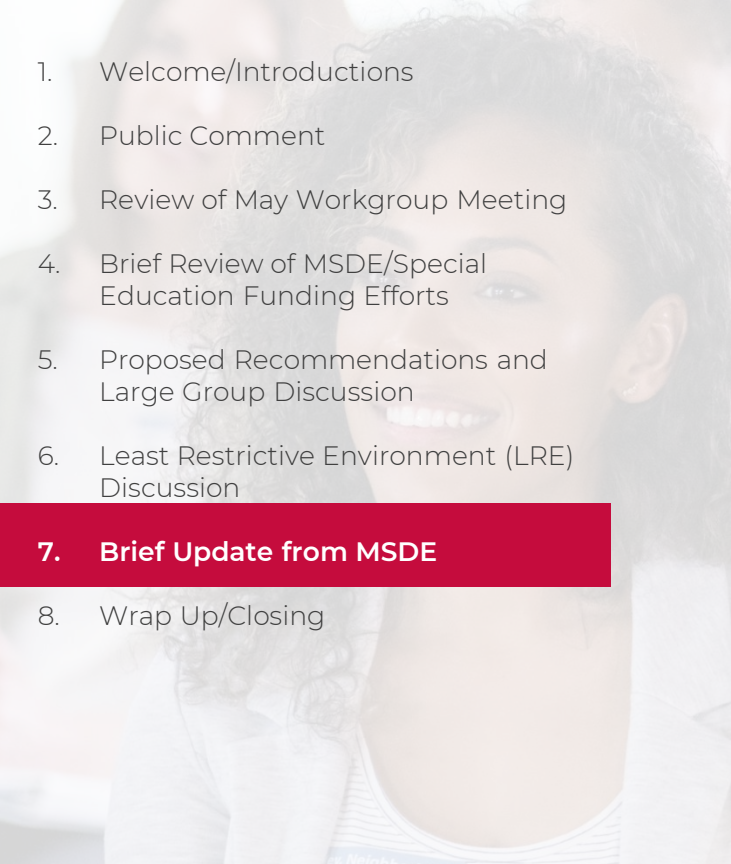 1. Welcome/Introductions
2. Public Comment
3. Review of May Workgroup Meeting
4. Brief Review of MSDE/Special
Education Funding Efforts
5. Proposed Recommendations and
Large Group Discussion
6. Least Restrictive Environment (LRE)
Discussion
7. Brief Update from MSDE
8. Wrap Up/Closing